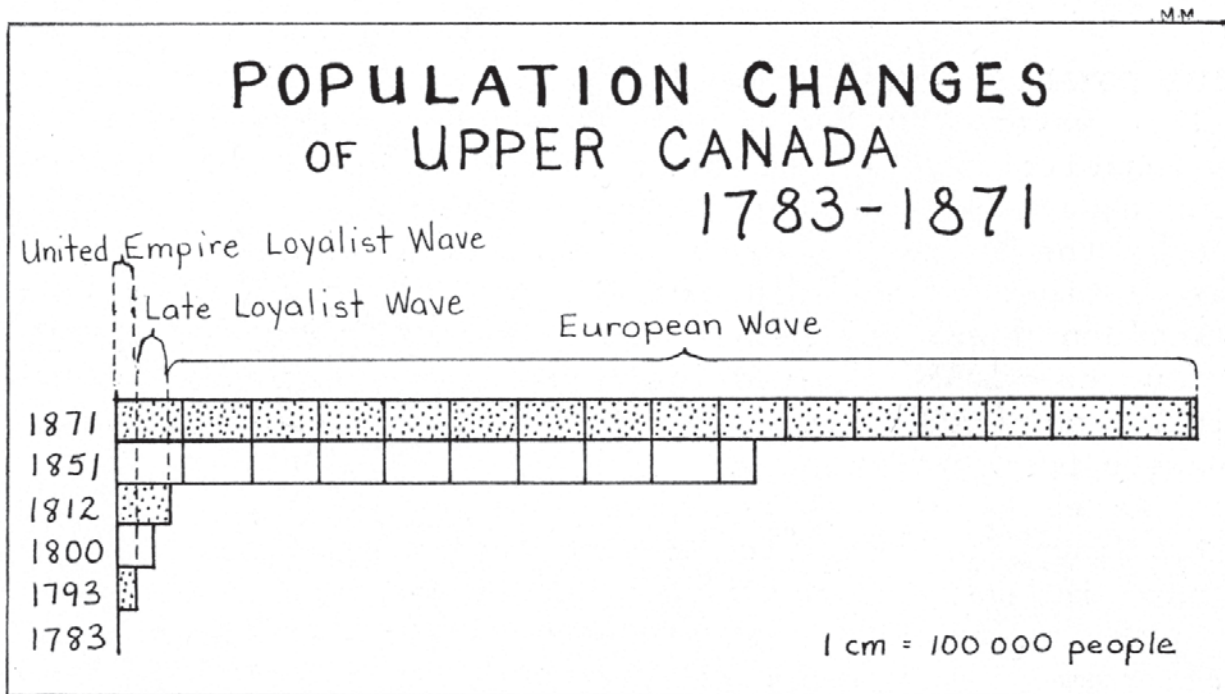 M.M
POPULATION CHANGES
OF UPPER CANADA
1783-1871
United Empire Loyalist Wave
Late Loyalist Wave
European Wave
1871
1851
1812
1800
1793
1783
1 cm = 100 000 people